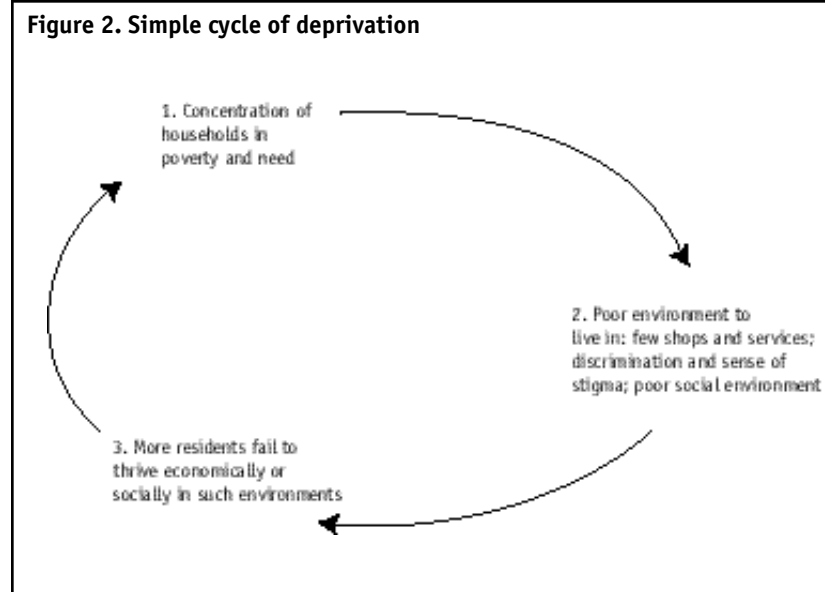 Figure 2. Simple cycle of deprivation
1. Concentration of
households in
poverty and need
2. Poor environment to
live in: few shops and services;
discrimination and sense of
stigma; poor social environment
3. More residents fail to
thrive economically or
socially in such environments